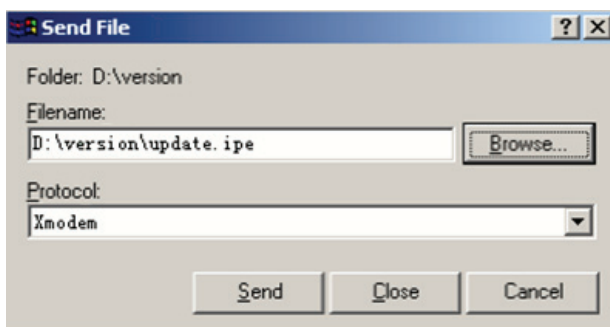 Send File
Folder: D:\version
Filename:
D:\version\update.ipe
Browse...
Protocol:
Xmodem
Send Close Cancel